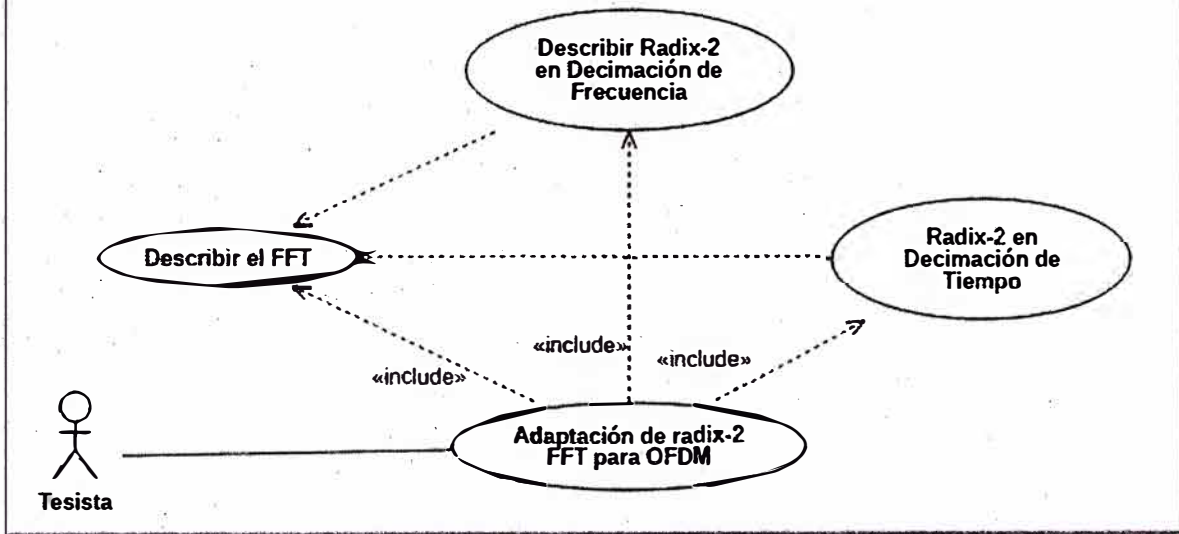 Describir Radix-2
en Decimación de
Frecuencia
Describir el FFT
Radix-2 en
Decimación de
Tiempo
«include»
«include»
«include»
Adaptación de radix-2
FFT para OFDM
Tesista